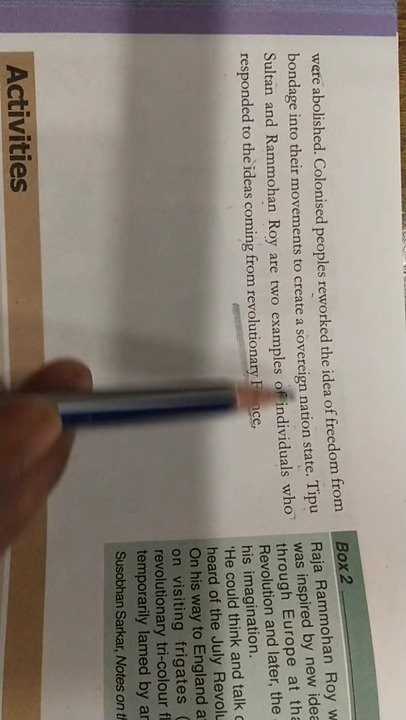 were abolished. Colonised peoples reworked the idea of freedom from
bondage into their movements to create a sovereign nation state. Tipu
Sultan and Rammohan Roy are two examples of individuals who
responded to the ideas coming from revolutionary
Box 2
Raja Rammohan Roy
was inspired by new
through Europe at
Revolution and later, the
his imagination.
'He could think and talk
heard of the July
On his way to England
on visiting frigates (
revolutionary tri-colour
temporarily lamed by
Susobhan Sarkar, Notes on
Activities